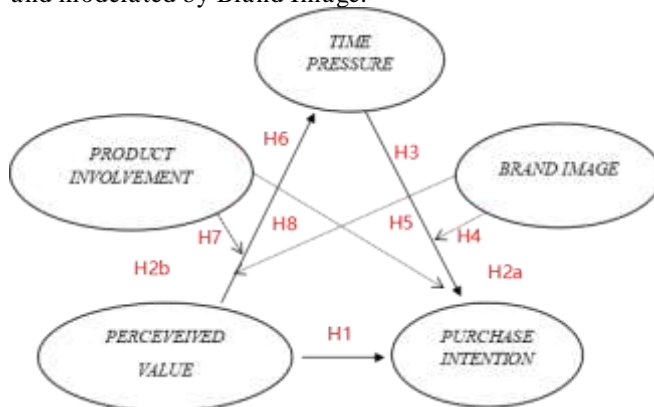 and moderated by Brand Image.
TIME
PRESSURE
PRODUCT
INVOLVEMENT
BRAND IMAGE
H6
H3
H7
H8
H5
H4
H2b
H2a
PERCEVEIVED
VALUE
H1
PURCHASE
INTENTION